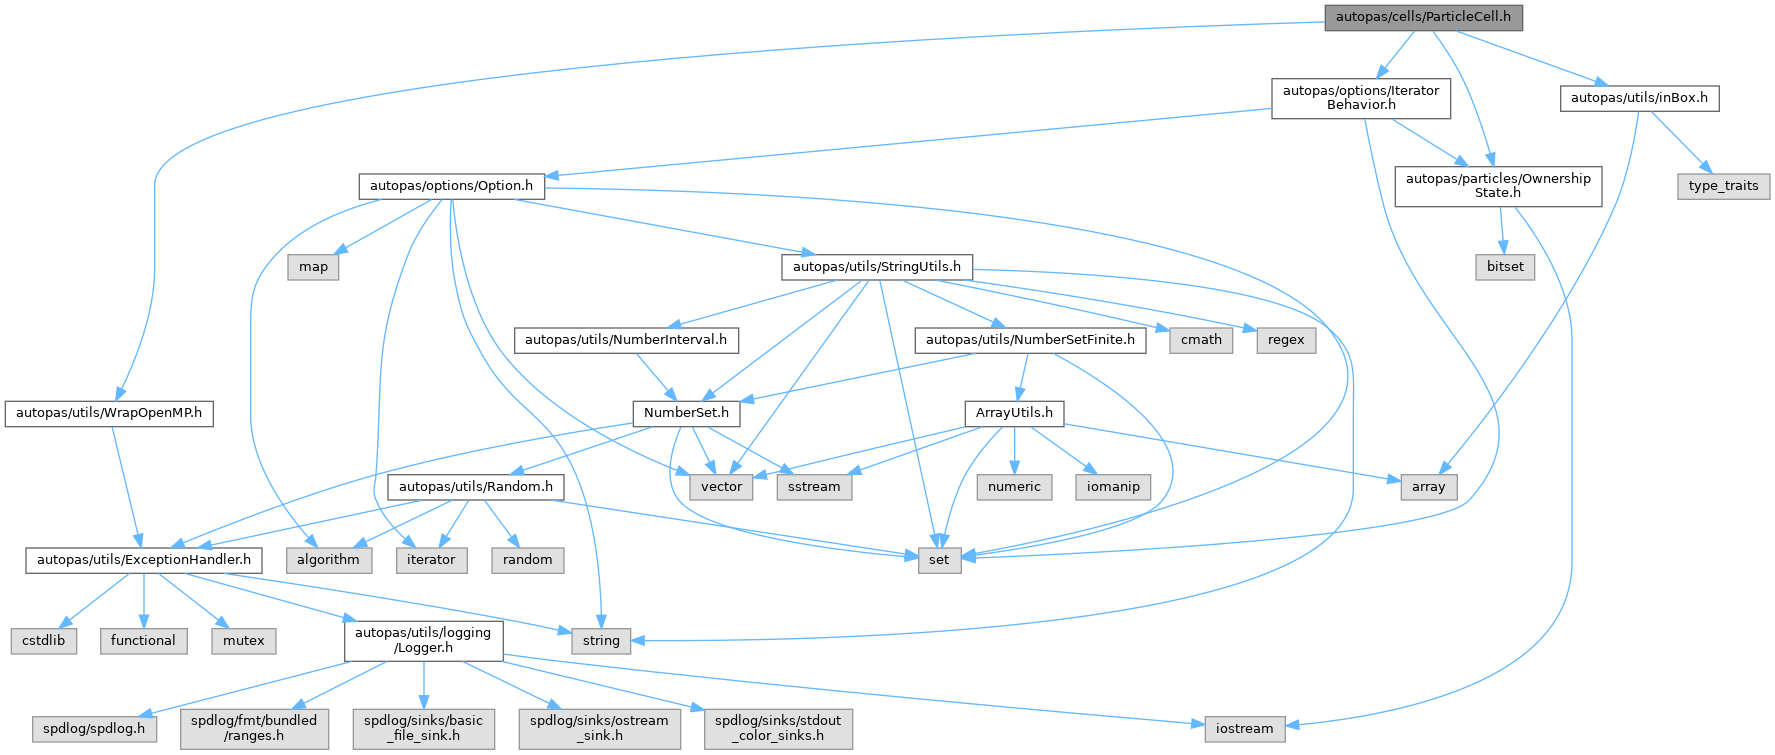 autopas/cells/ParticleCell.h
autopas/options/Iterator
Behavior.h
autopas/utils/inBox.h
autopas/options/Option.h
autopas/particles/Ownership
State.h
type_traits
map
autopas/utils/StringUtils.h
bitset
autopas/utils/NumberInterval.h
autopas/utils/NumberSetFinite.h
cmath
regex
autopas/utils/WrapOpenMP.h
NumberSet.h
ArrayUtils.h
autopas/utils/Random.h
vector
sstream
numeric
iomanip
array
autopas/utils/ExceptionHandler.h
algorithm
iterator
random
set
cstdlib
functional
mutex
autopas/utils/logging
/Logger.h
string
spdlog/spdlog.h
spdlog/fmt/bundled
/ranges.h
spdlog/sinks/basic
_file_sink.h
spdlog/sinks/ostream
_sink.h
spdlog/sinks/stdout
_color_sinks.h
iostream